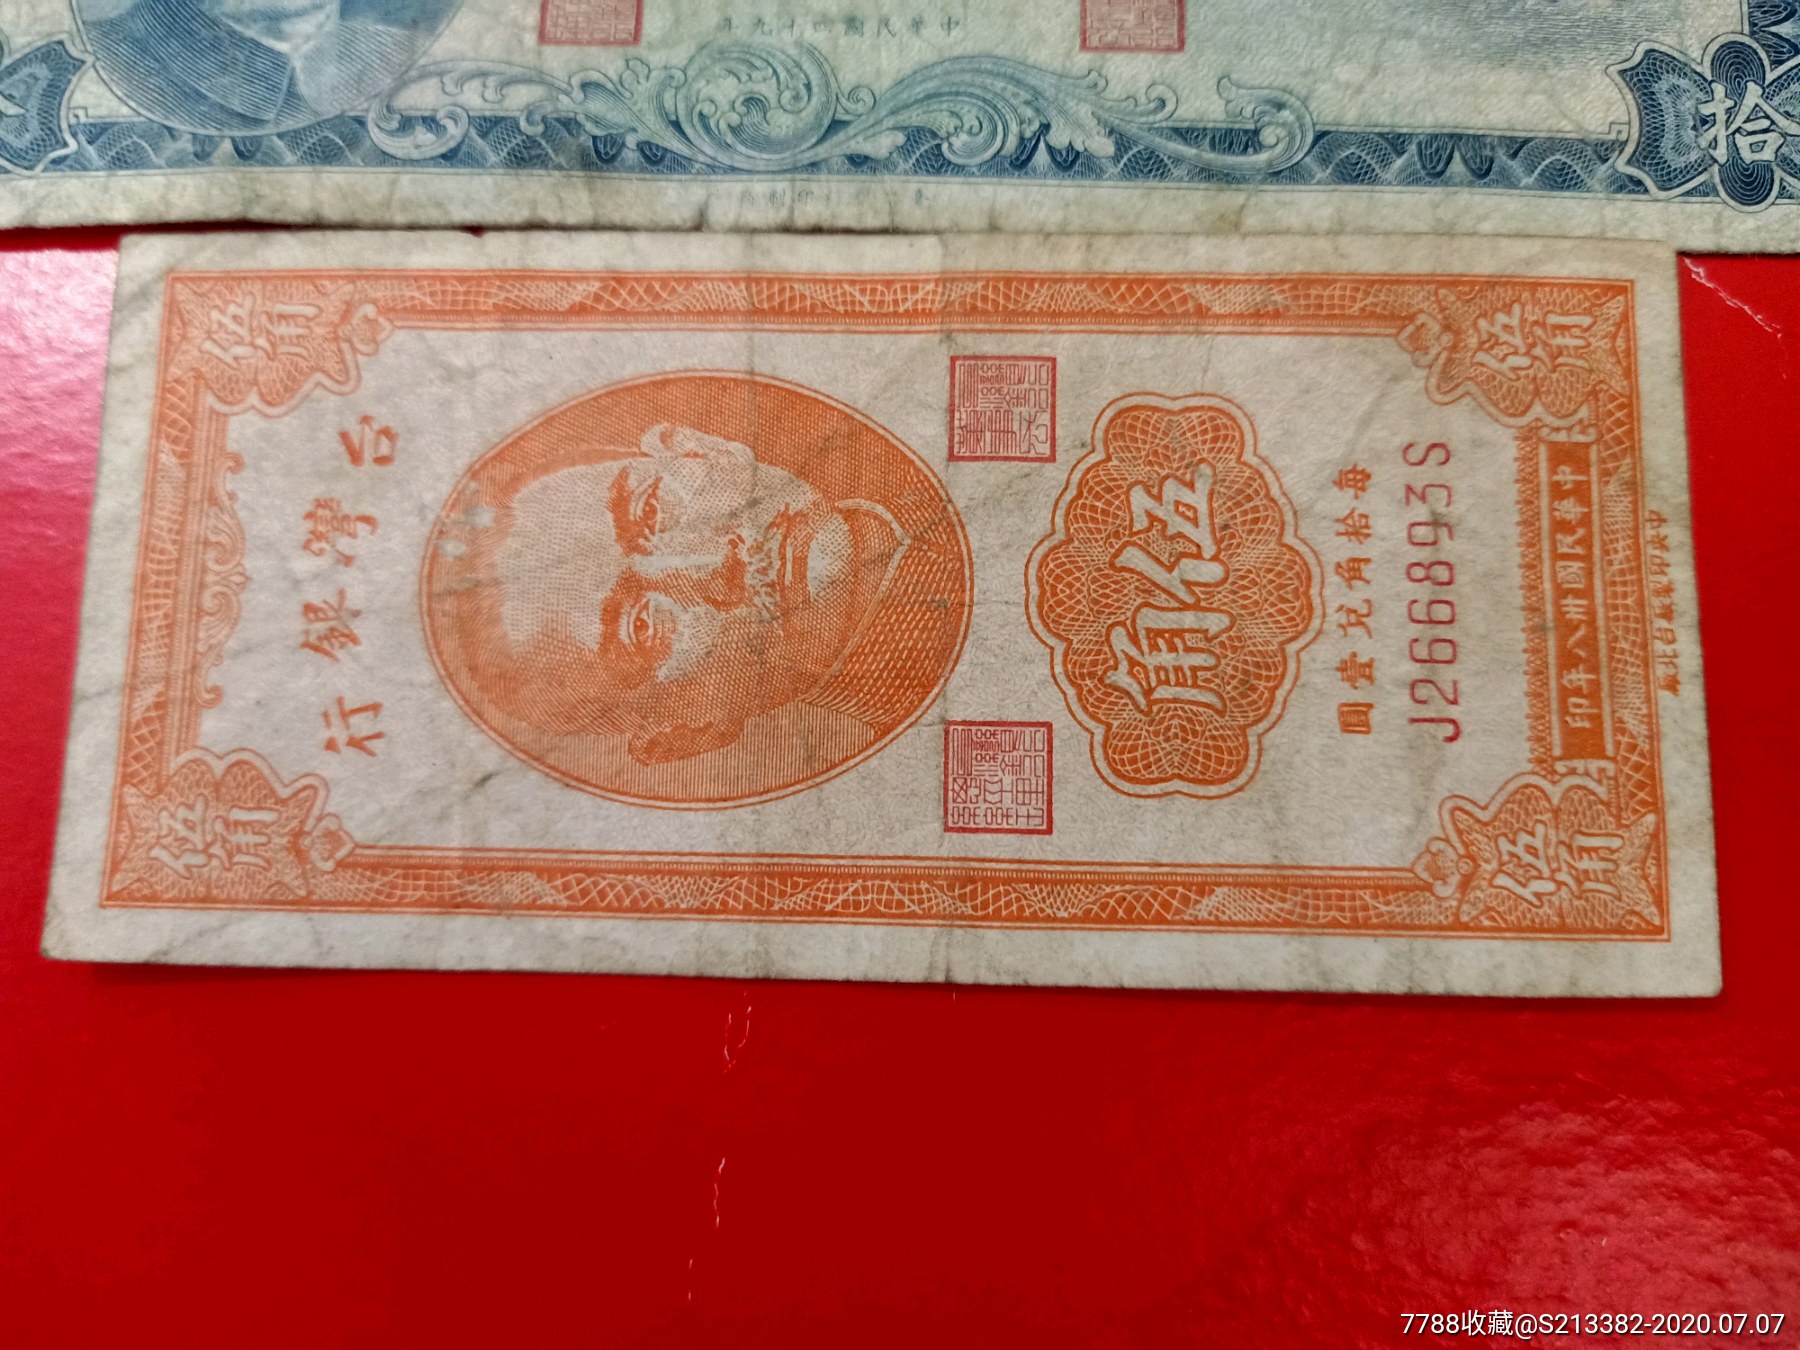 中華民國四十九年
拾
台灣銀行
伍角
伍角
伍角
每拾角兌壹圓
J266893S
中華民國卅八年印
中央印製廠台北廠
伍角
伍角
7788收藏@S213382-2020.07.07